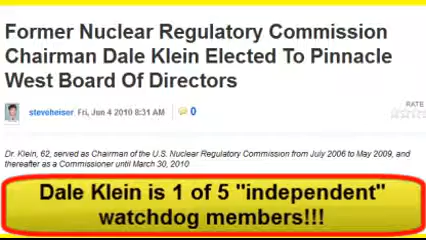 Former Nuclear Regulatory Commission
Chairman Dale Klein Elected To Pinnacle
West Board Of Directors
steveheiser Fri, Jun 4 2010 8:31 AM 0
RATE
Dr. Klein, 62, served as Chairman of the U.S. Nuclear Regulatory Commission from July 2006 to May 2009, and
thereafter as a Commissioner until March 30, 2010
Dale Klein is 1 of 5 "independent"
watchdog members!!!